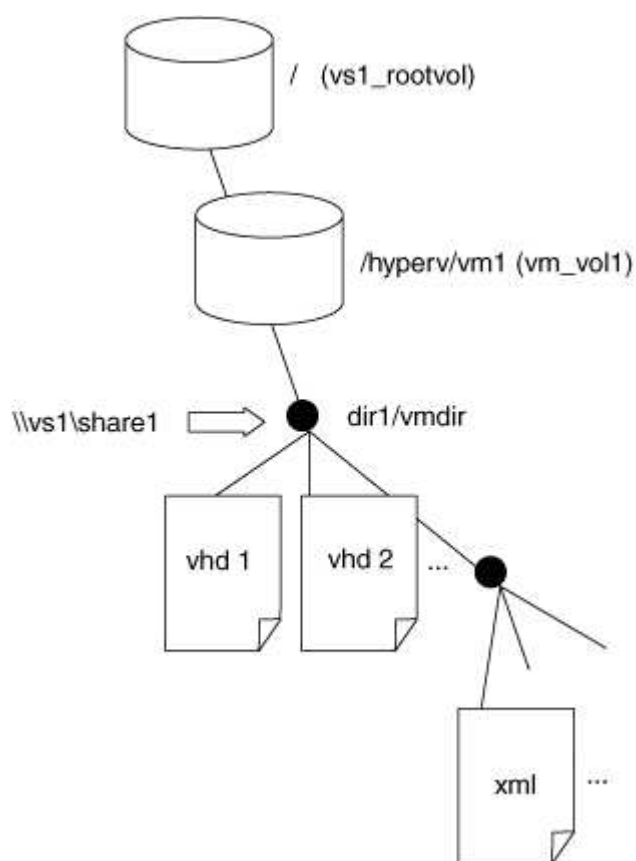 / (vs1_rootvol)
/hyperv/vm1 (vm_vol1)
\\vs1\share1
dir1/vmdir
vhd 1
vhd 2
...
xml
...